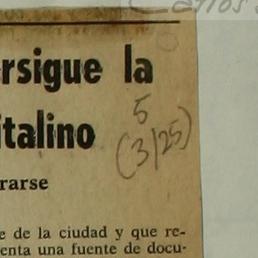 rsigue la
italino
5
(3/25)
rarse
e de la ciudad y que re-
enta una fuente de docu-